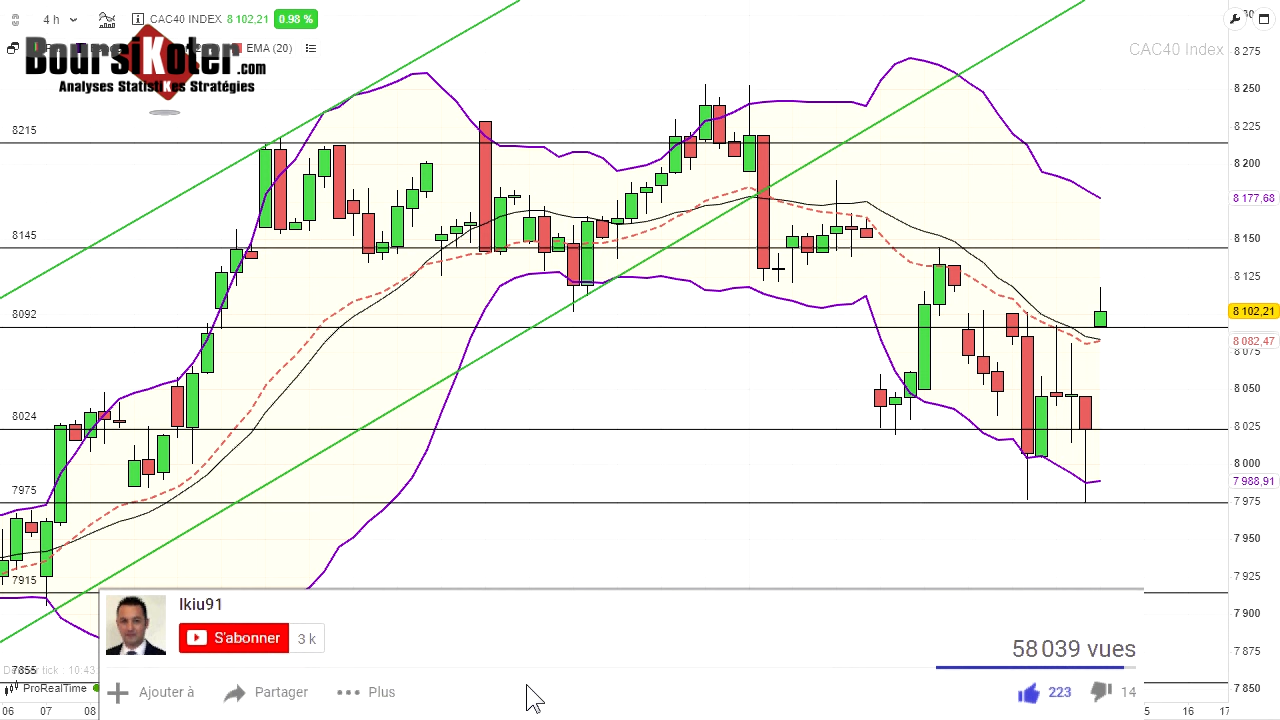 4 h
CAC40 INDEX 8 102,21 0.98 %
EMA (20)
BoursiKoter.com
Analyses StatistiKes Stratégies
CAC40 Index
8215
8145
8092
8024
7975
7915
7855
8 275
8 250
8 225
8 200
8 177,68
8 150
8 125
8 102,21
8 082,47
8 075
8 050
8 025
8 000
7 988,91
7 975
7 950
7 925
7 900
7 875
7 850
Ikiu91
S'abonner 3 k
58 039 vues
Ajouter à Partager Plus 223 14
tick : 10:43
ProRealTime
06 07 08 5 16 17